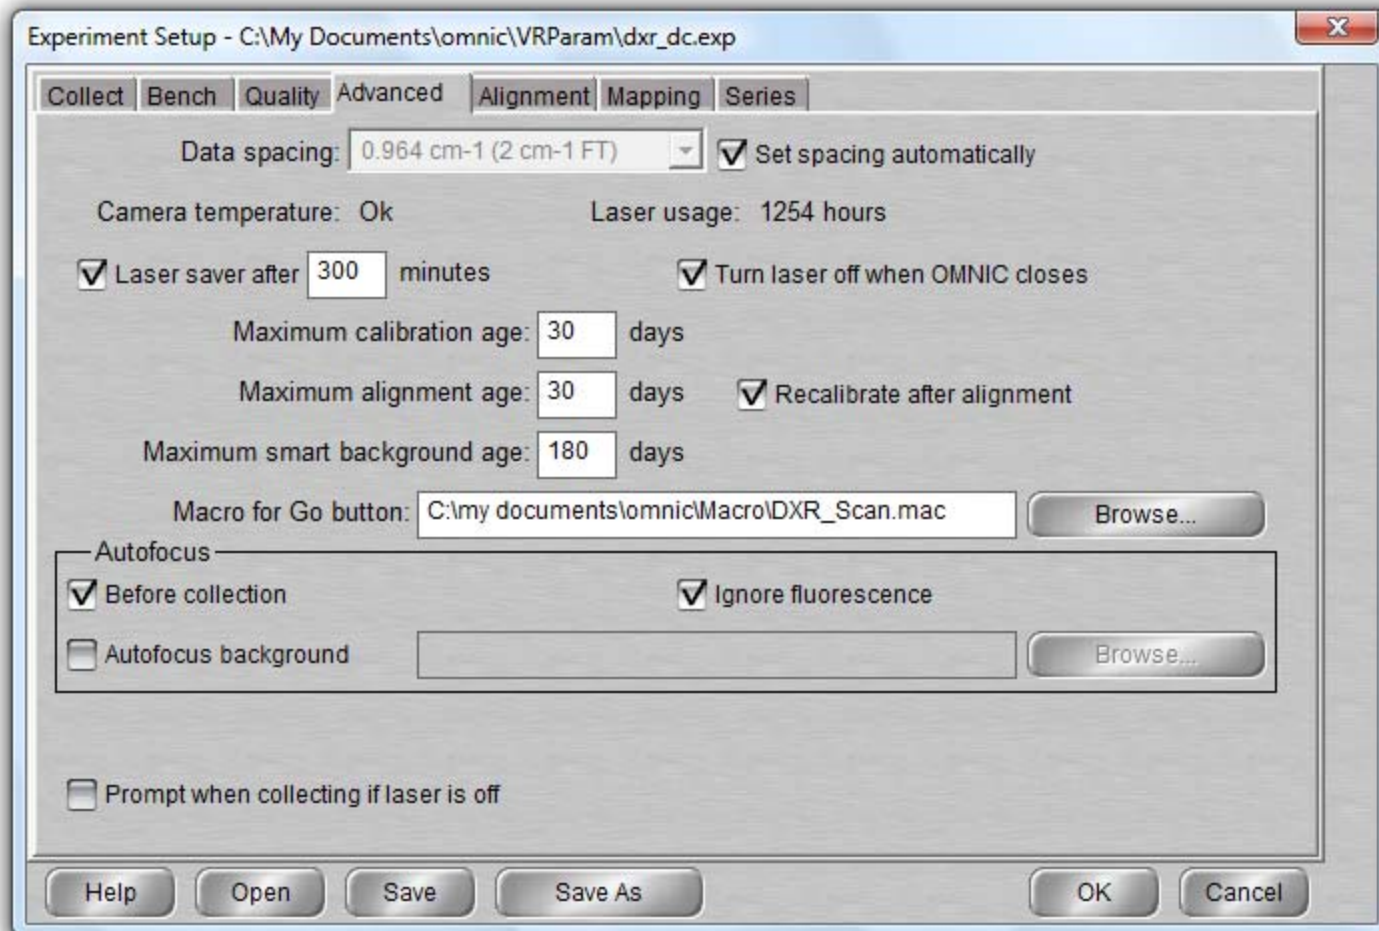 Experiment Setup - C:\My Documents\omnic\VRParam\dxr_dc.exp
Collect Bench Quality Advanced Alignment Mapping Series
Data spacing: 0.964 cm-1 (2 cm-1 FT) Set spacing automatically
Camera temperature: Ok Laser usage: 1254 hours
Laser saver after 300 minutes Turn laser off when OMNIC closes
Maximum calibration age: 30 days
Maximum alignment age: 30 days Recalibrate after alignment
Maximum smart background age: 180 days
Macro for Go button: C:\my documents\omnic\Macro\DXR_Scan.mac Browse...
Autofocus
Before collection Ignore fluorescence
Autofocus background Browse...
Prompt when collecting if laser is off
Help Open Save Save As OK Cancel